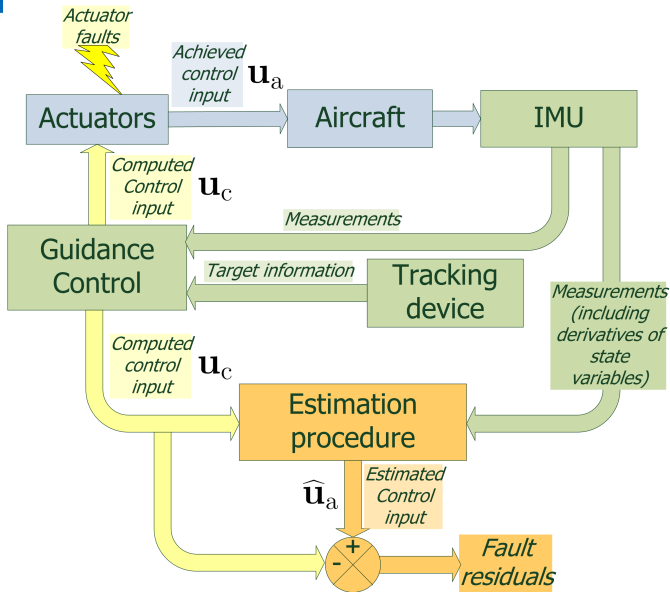 Actuator
faults
Achieved
control
input
u_a
Actuators
Aircraft
IMU
Computed
Control
input
u_c
Measurements
Guidance
Control
Target information
Tracking
device
Measurements
(including
derivatives of
state
variables)
Computed
control
input
u_c
Estimation
procedure
û_a
Estimated
Control
input
+
-
Fault
residuals